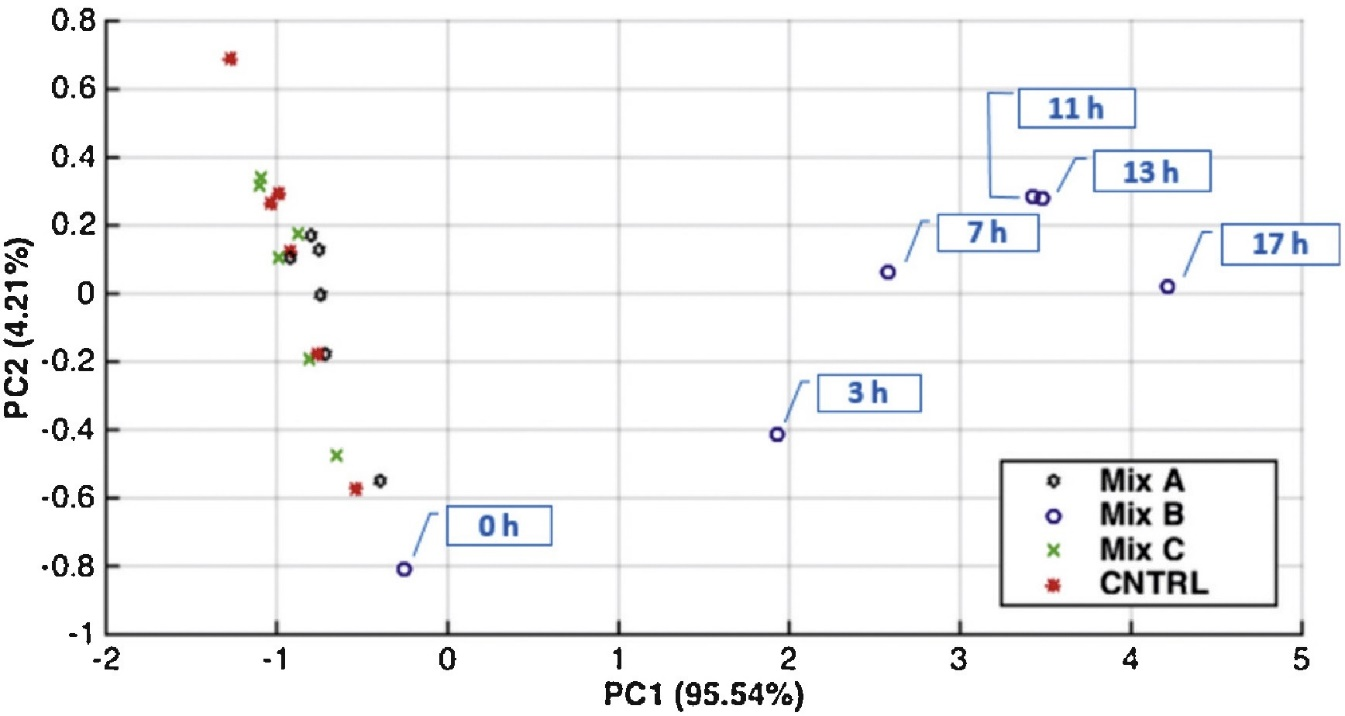 0.8
0.6
0.4
0.2
0
-0.2
-0.4
-0.6
-0.8
-1
PC2 (4.21%)
11 h
13 h
7 h
17 h
3 h
0 h
Mix A
Mix B
Mix C
CNTRL
-2 -1 0 1 2 3 4 5
PC1 (95.54%)